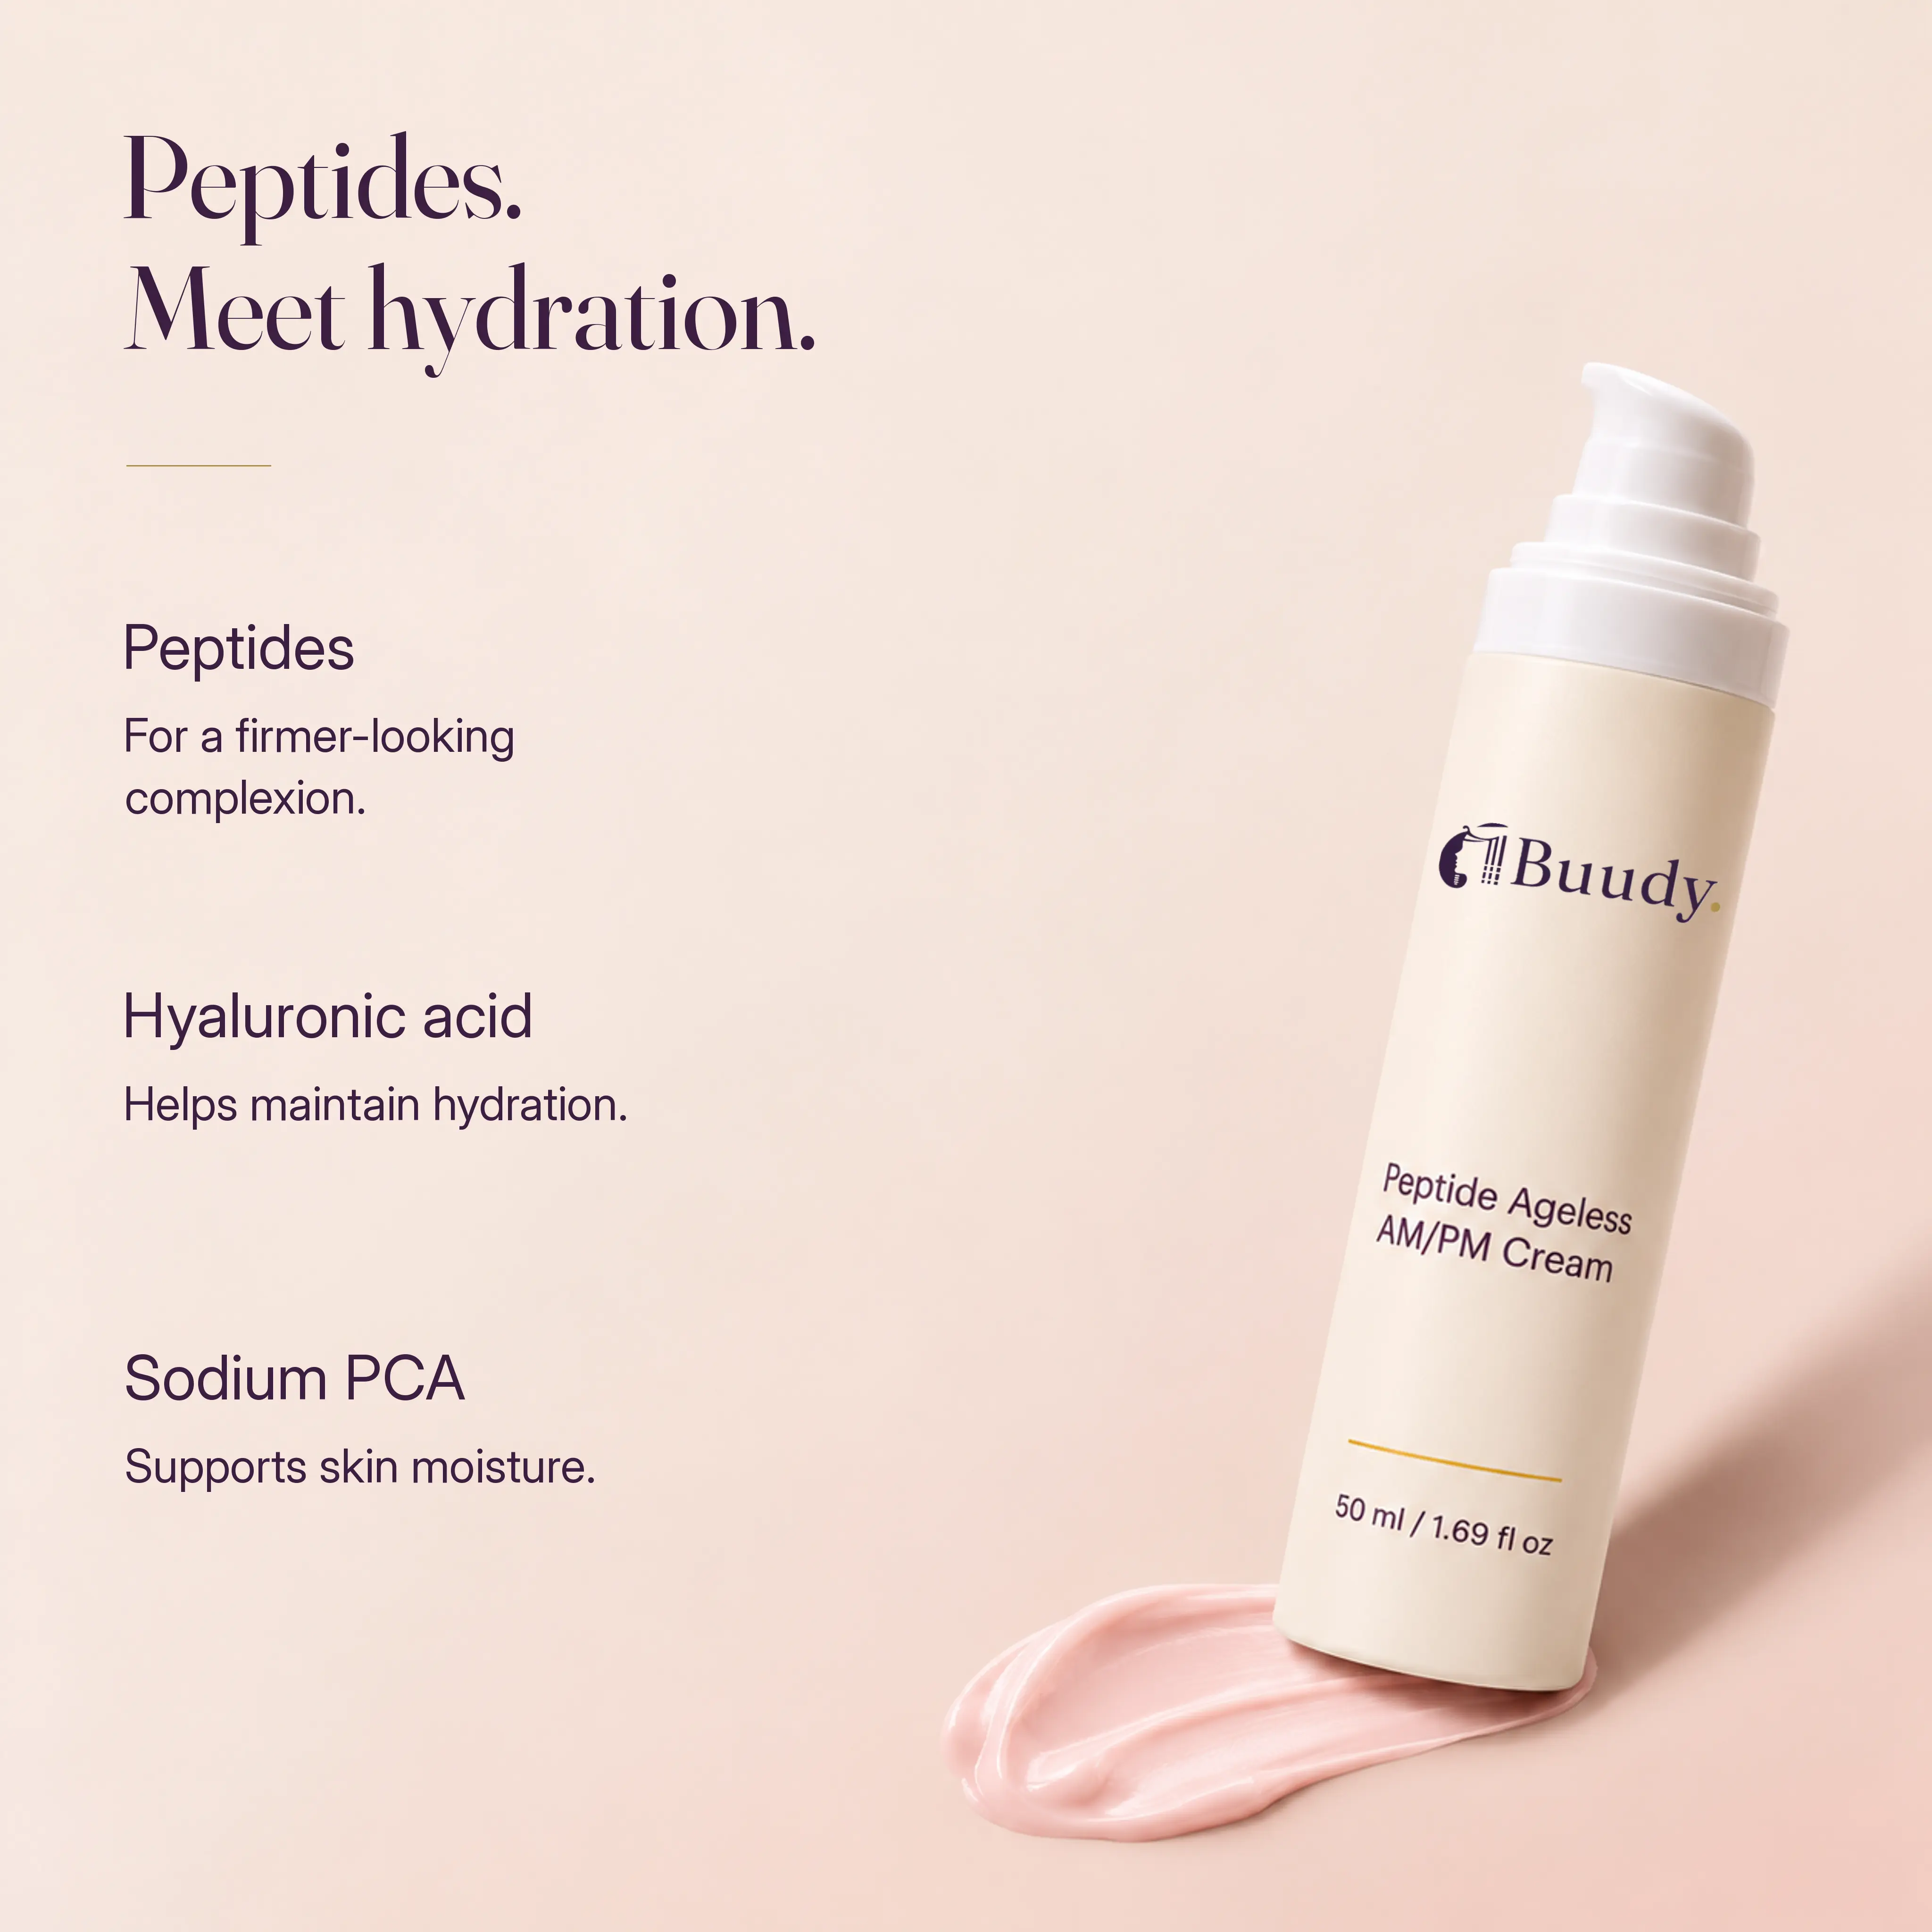 Peptides.
Meet hydration.
Peptides
For a firmer-looking
complexion.
Hyaluronic acid
Helps maintain hydration.
Sodium PCA
Supports skin moisture.
Buudy.
Peptide Ageless
AM/PM Cream
50 ml / 1.69 fl oz